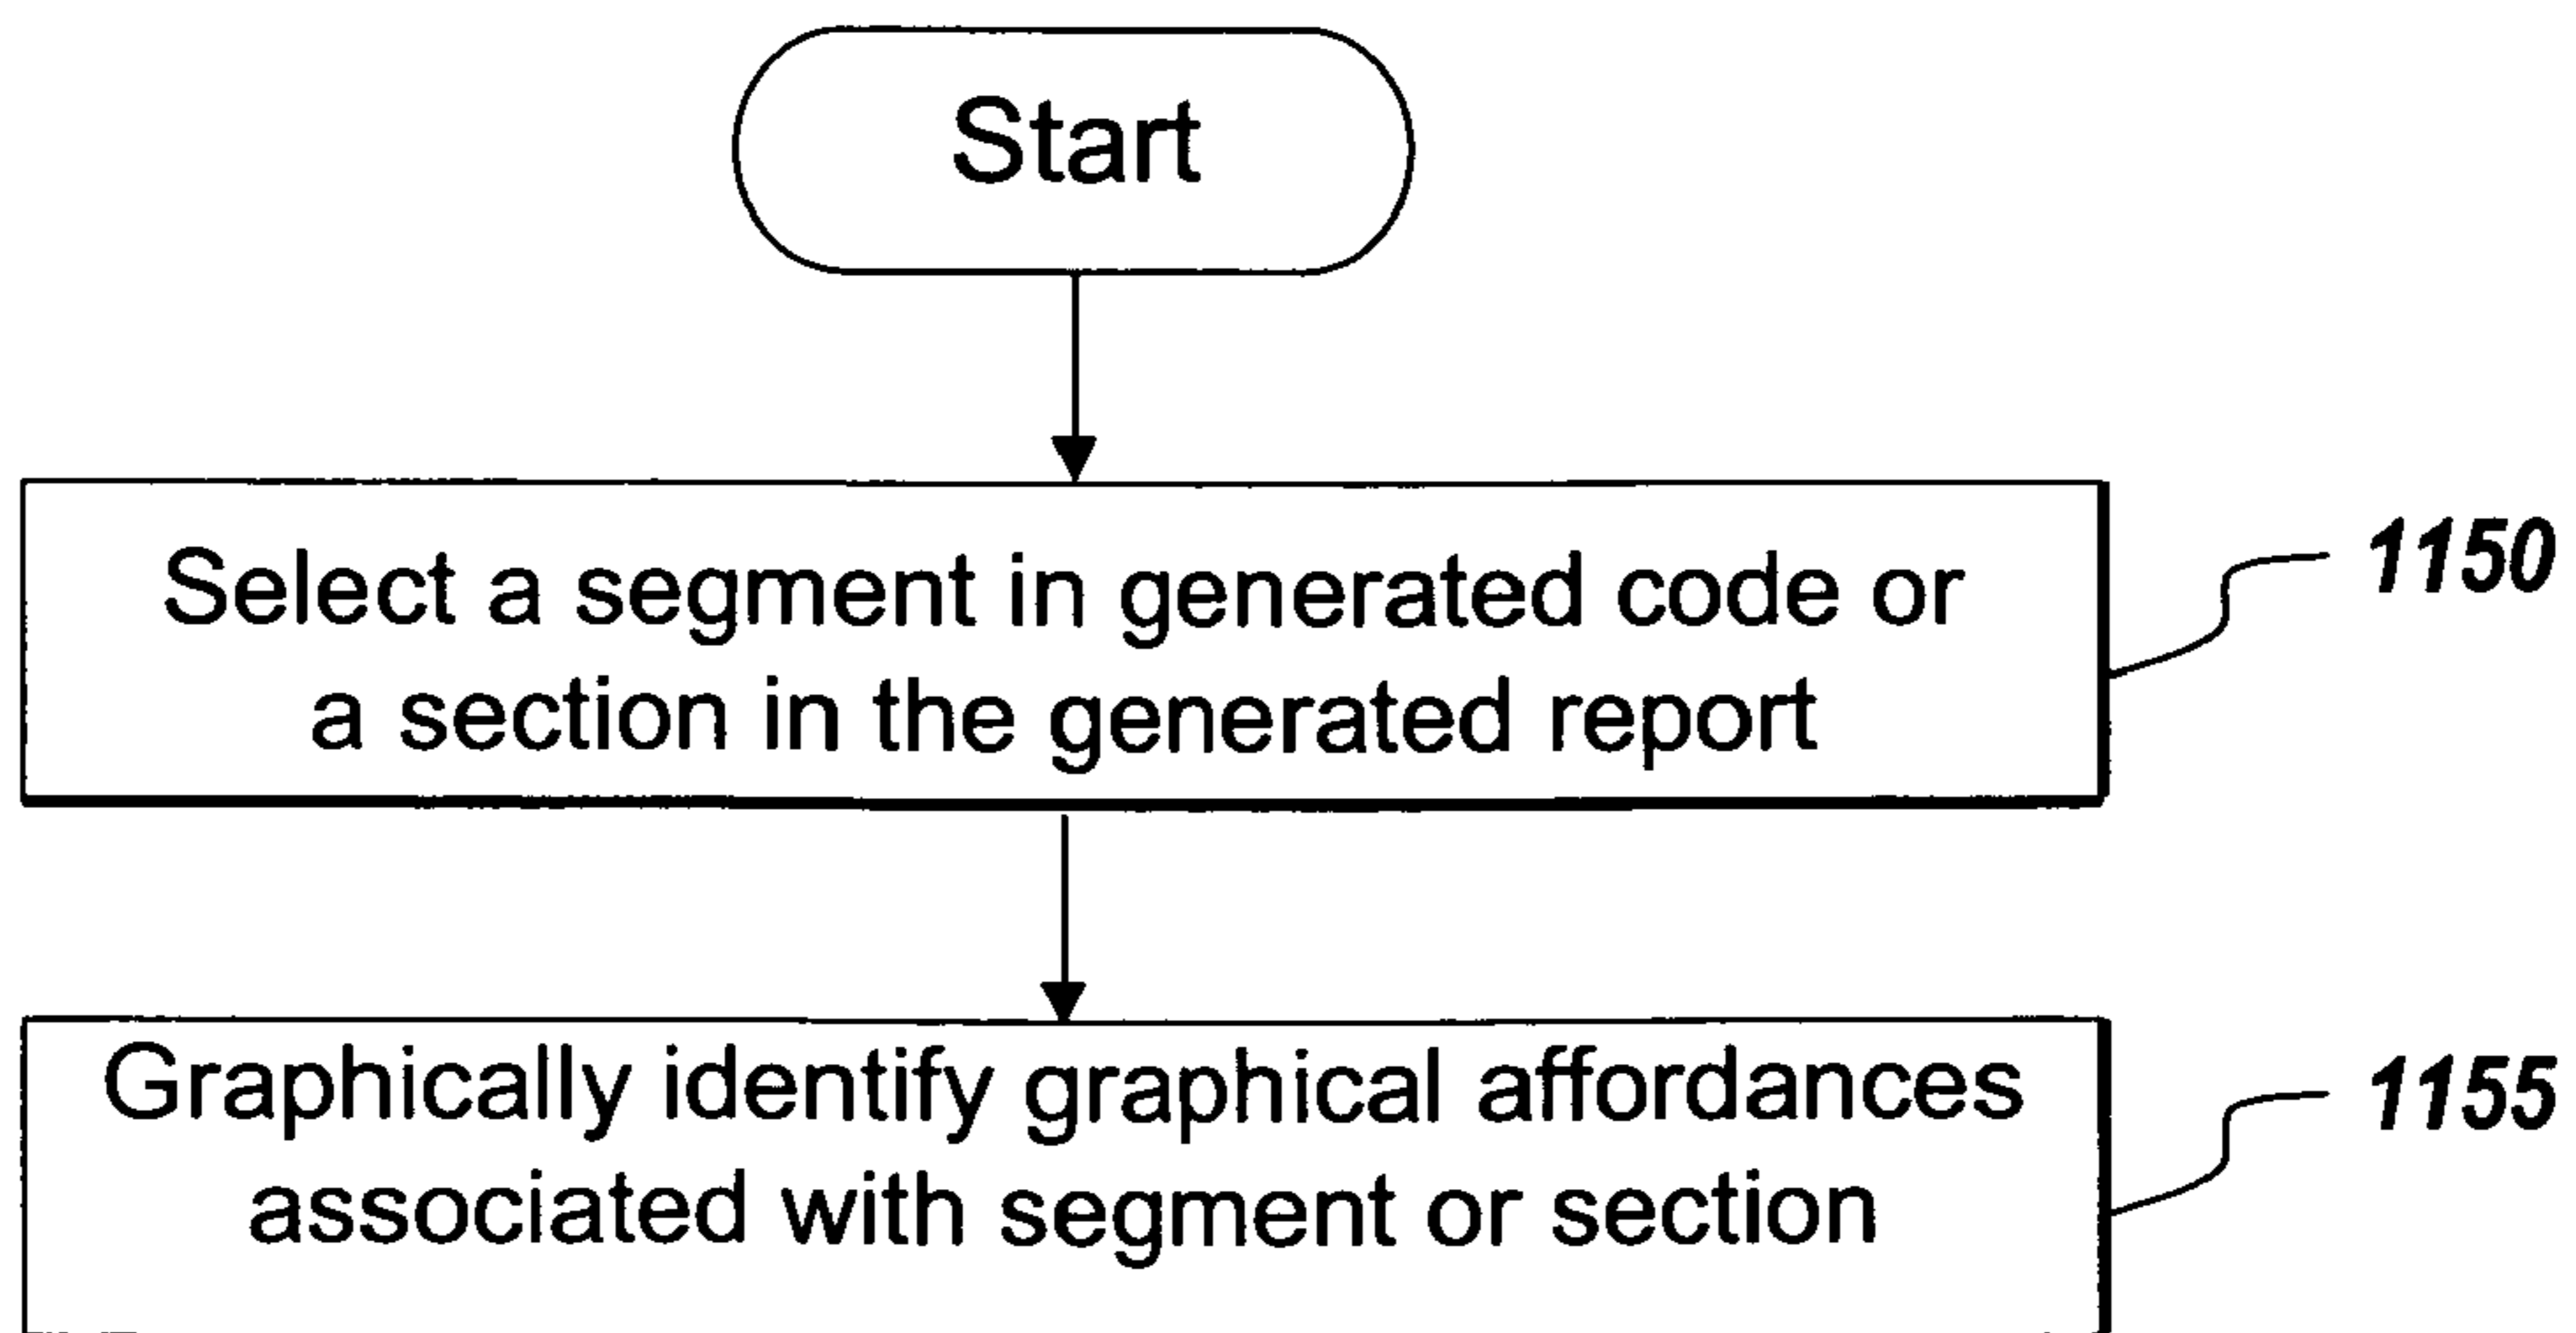 Start
Select a segment in generated code or
a section in the generated report
1150
Graphically identify graphical affordances
associated with segment or section
1155